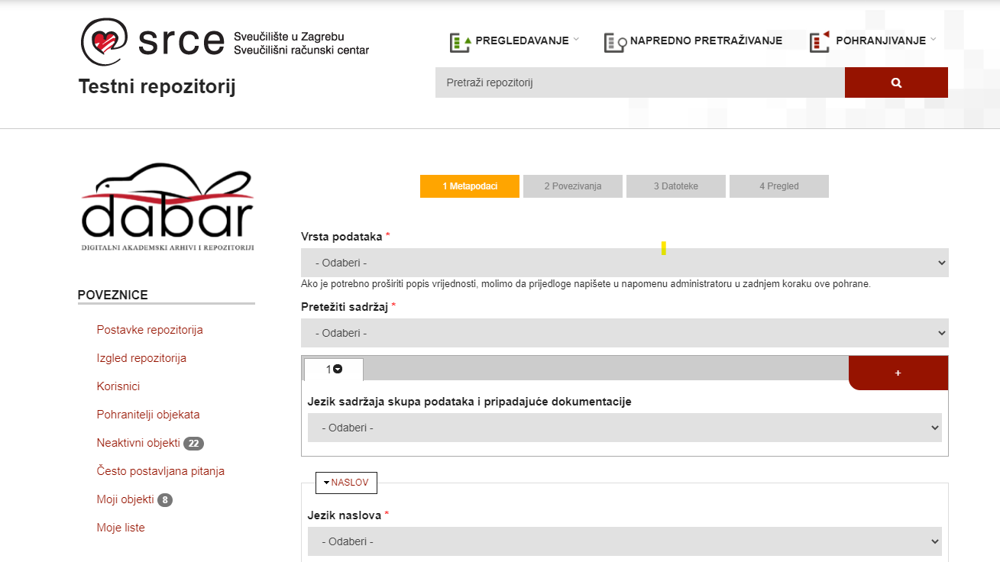 srce
Sveučilište u Zagrebu
Sveučilišni računski centar
Testni repozitorij
PREGLEDAVANJE
NAPREDNO PRETRAŽIVANJE
POHRANJIVANJE
Pretraži repozitorij
dabar
DIGITALNI AKADEMSKI ARHIVI I REPOZITORIJI
POVEZNICE
Postavke repozitorija
Izgled repozitorija
Korisnici
Pohranitelji objekata
Neaktivni objekti 22
Često postavljana pitanja
Moji objekti 8
Moje liste
1 Metapodaci
2 Povezivanja
3 Datoteke
4 Pregled
Vrsta podataka *
- Odaberi -
Ako je potrebno proširiti popis vrijednosti, molimo da prijedloge napišete u napomenu administratoru u zadnjem koraku ove pohrane.
Pretežiti sadržaj *
- Odaberi -
1
+
Jezik sadržaja skupa podataka i pripadajuće dokumentacije
- Odaberi -
NASLOV
Jezik naslova *
- Odaberi -